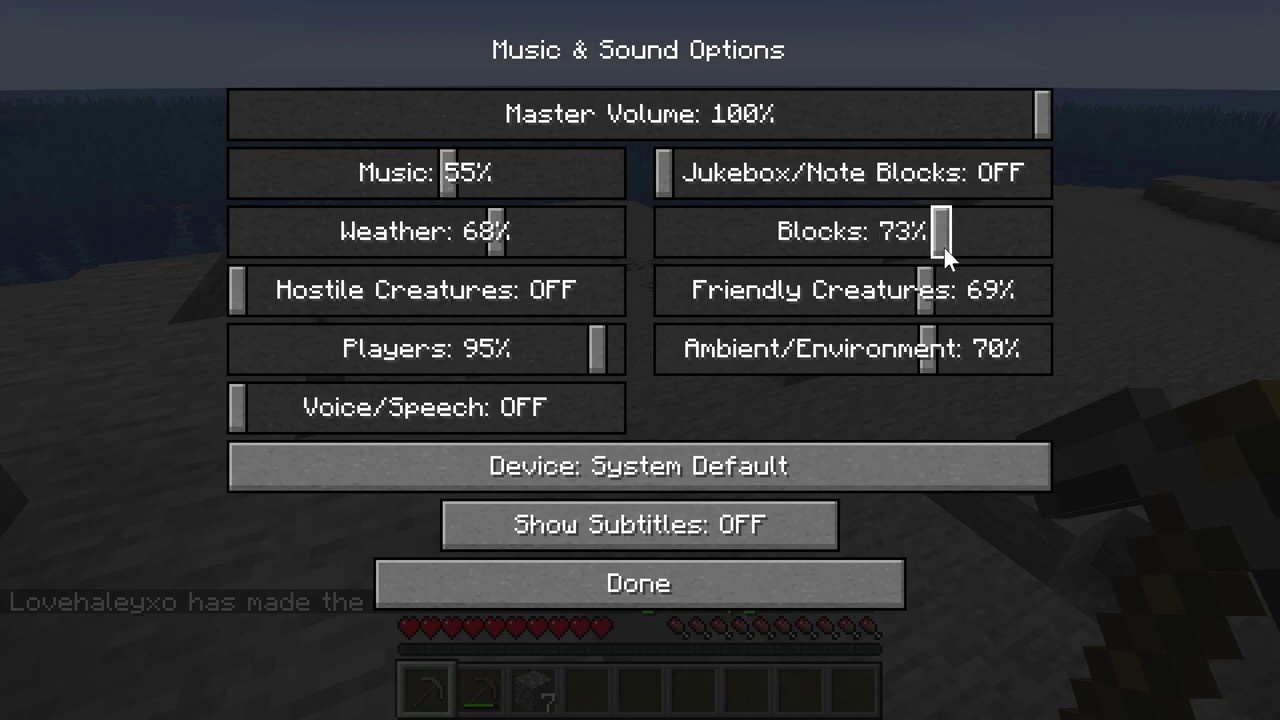 Music & Sound Options
Master Volume: 100%
Music: 55%
Jukebox/Note Blocks: OFF
Weather: 68%
Blocks: 73%
Hostile Creatures: OFF
Friendly Creatures: 69%
Players: 95%
Ambient/Environment: 70%
Voice/Speech: OFF
Device: System Default
Show Subtitles: OFF
Done
Lovehaleyxo has made the
7